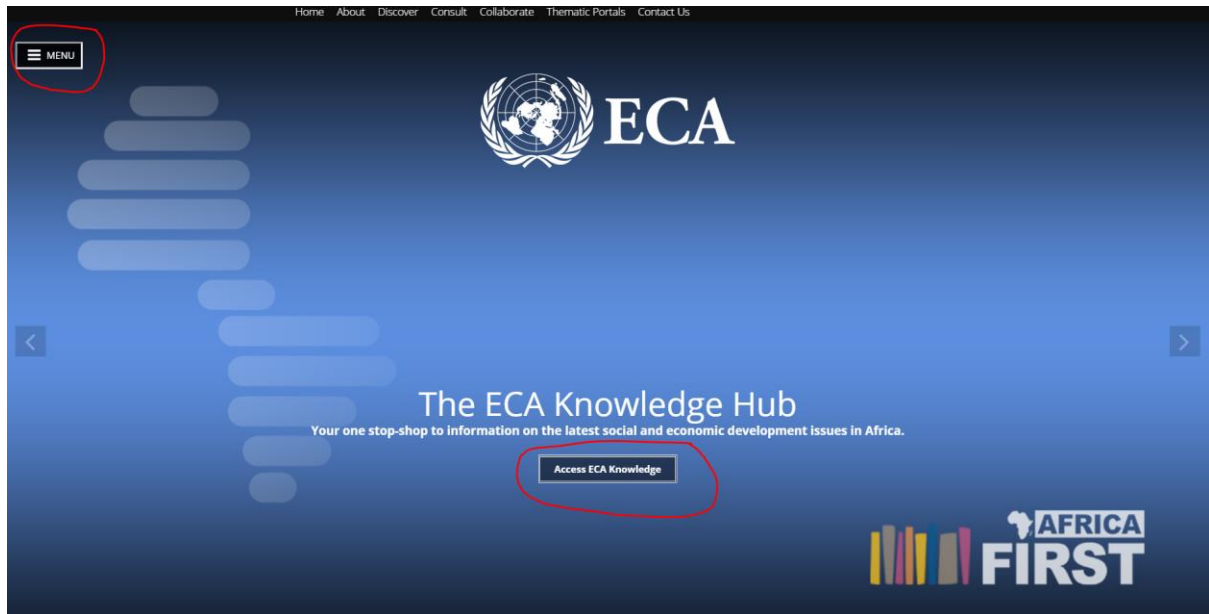 Home About Discover Consult Collaborate Thematic Portals Contact Us
MENU
ECA
The ECA Knowledge Hub
Your one stop-shop to information on the latest social and economic development issues in Africa.
Access ECA Knowledge
AFRICA
FIRST